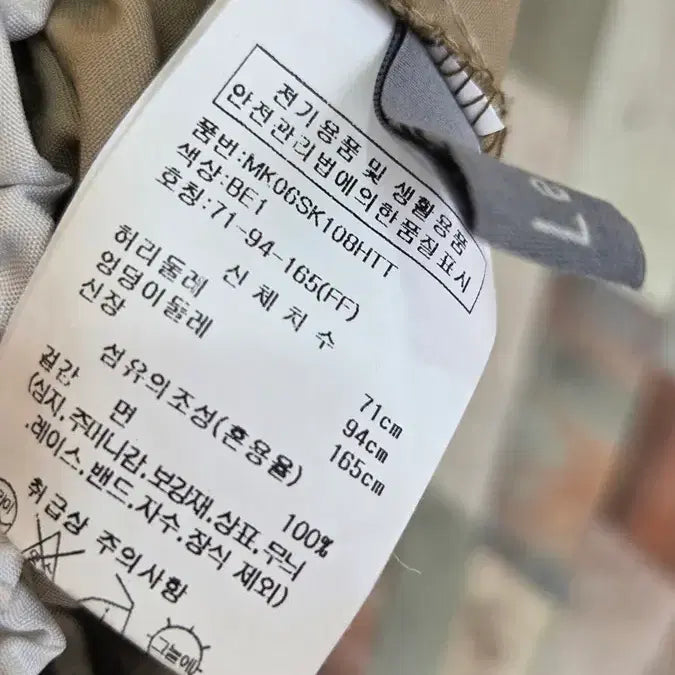 전기용품 및 생활용품
안전관리법에의한품질표시
품번:MK06SK108HTT
색상:BE1
호칭:71-94-165(FF)
신체치수
허리둘레 71cm
엉덩이둘레 94cm
신장 165cm
섬유의조성(혼용율)
겉감
면 100%
(심지,주머니감,보강재,상표,무늬
.레이스,밴드,자수,장식 제외)
취급상 주의사항
그늘에